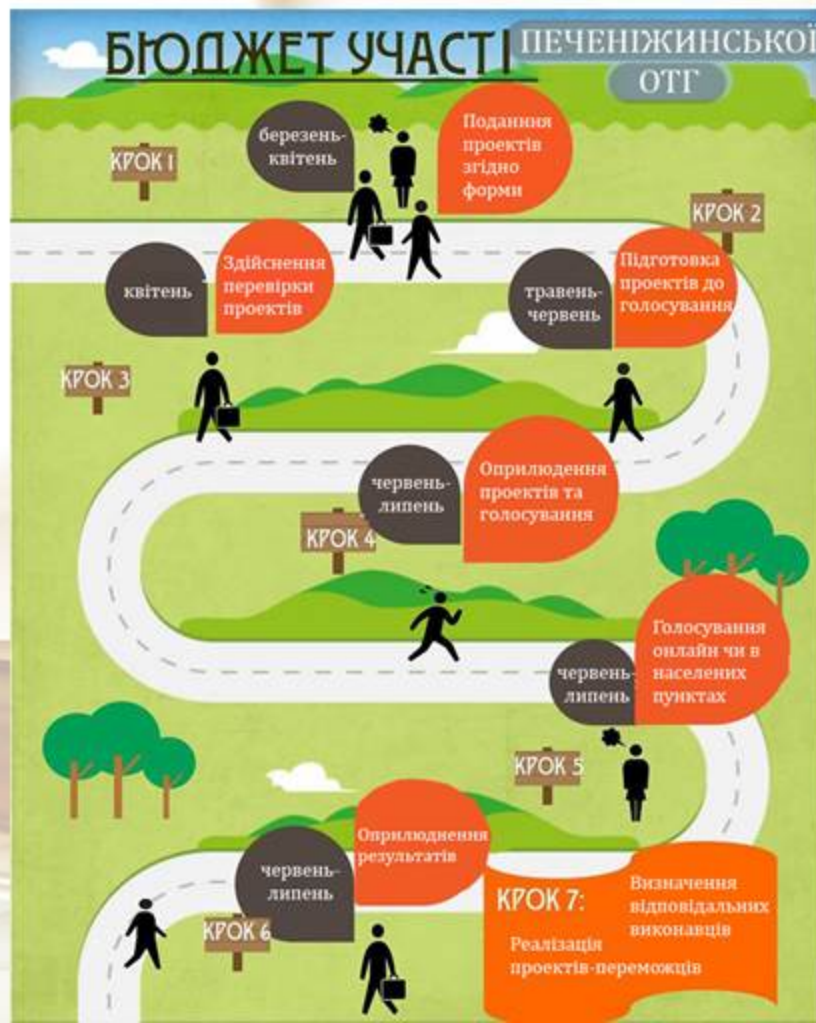 БЮДЖЕТ УЧАСТІ
ПЕЧЕНІЖИНСЬКОЇ
ОТГ
КРОК 1
березень-
квітень
Поданння
проектів
згідно
форми
КРОК 2
травень-
червень
Підготовка
проектів до
голосування
квітень
Здійснення
перевірки
проектів
КРОК 3
червень-
липень
Оприлюдення
проектів та
голосування
КРОК 4
червень-
липень
Голосування
онлайн чи в
населених
пунктах
КРОК 5
червень-
липень
Оприлюднення
результатів
КРОК 6
КРОК 7:
Визначення
відповідальних
виконавців
Реалізація
проектів-переможців